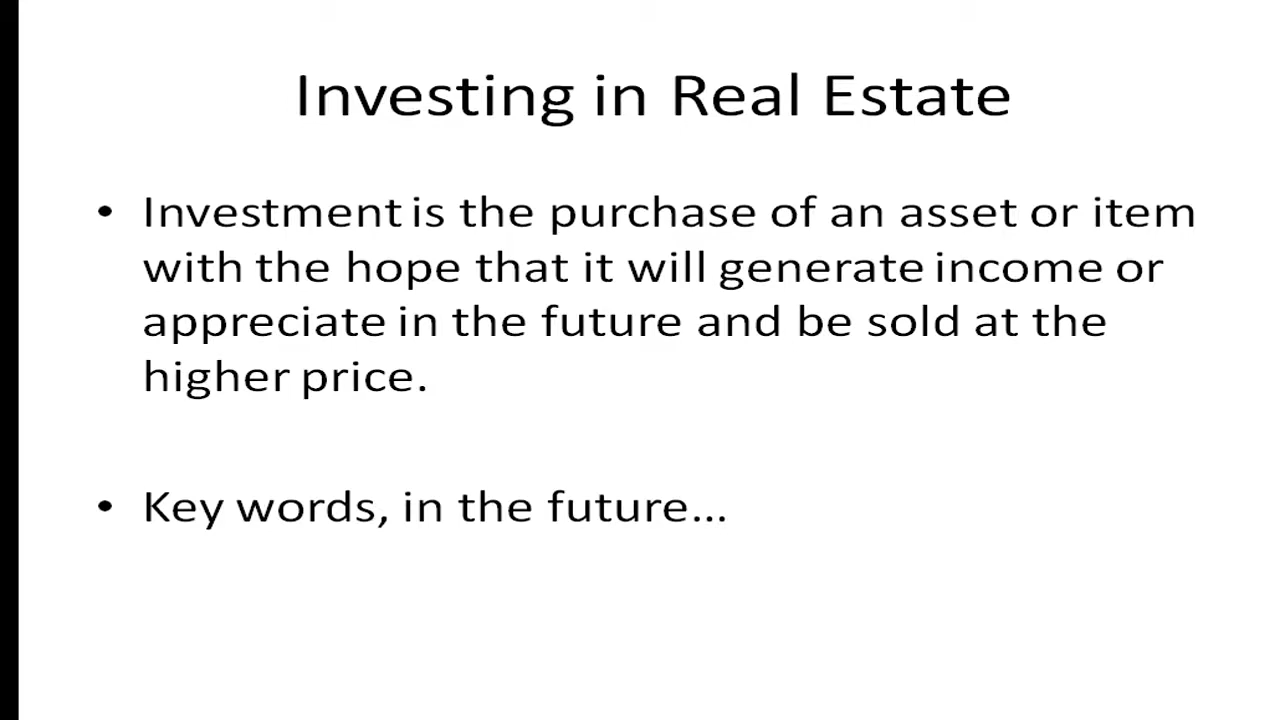 Investing in Real Estate
• Investment is the purchase of an asset or item
with the hope that it will generate income or
appreciate in the future and be sold at the
higher price.
• Key words, in the future...